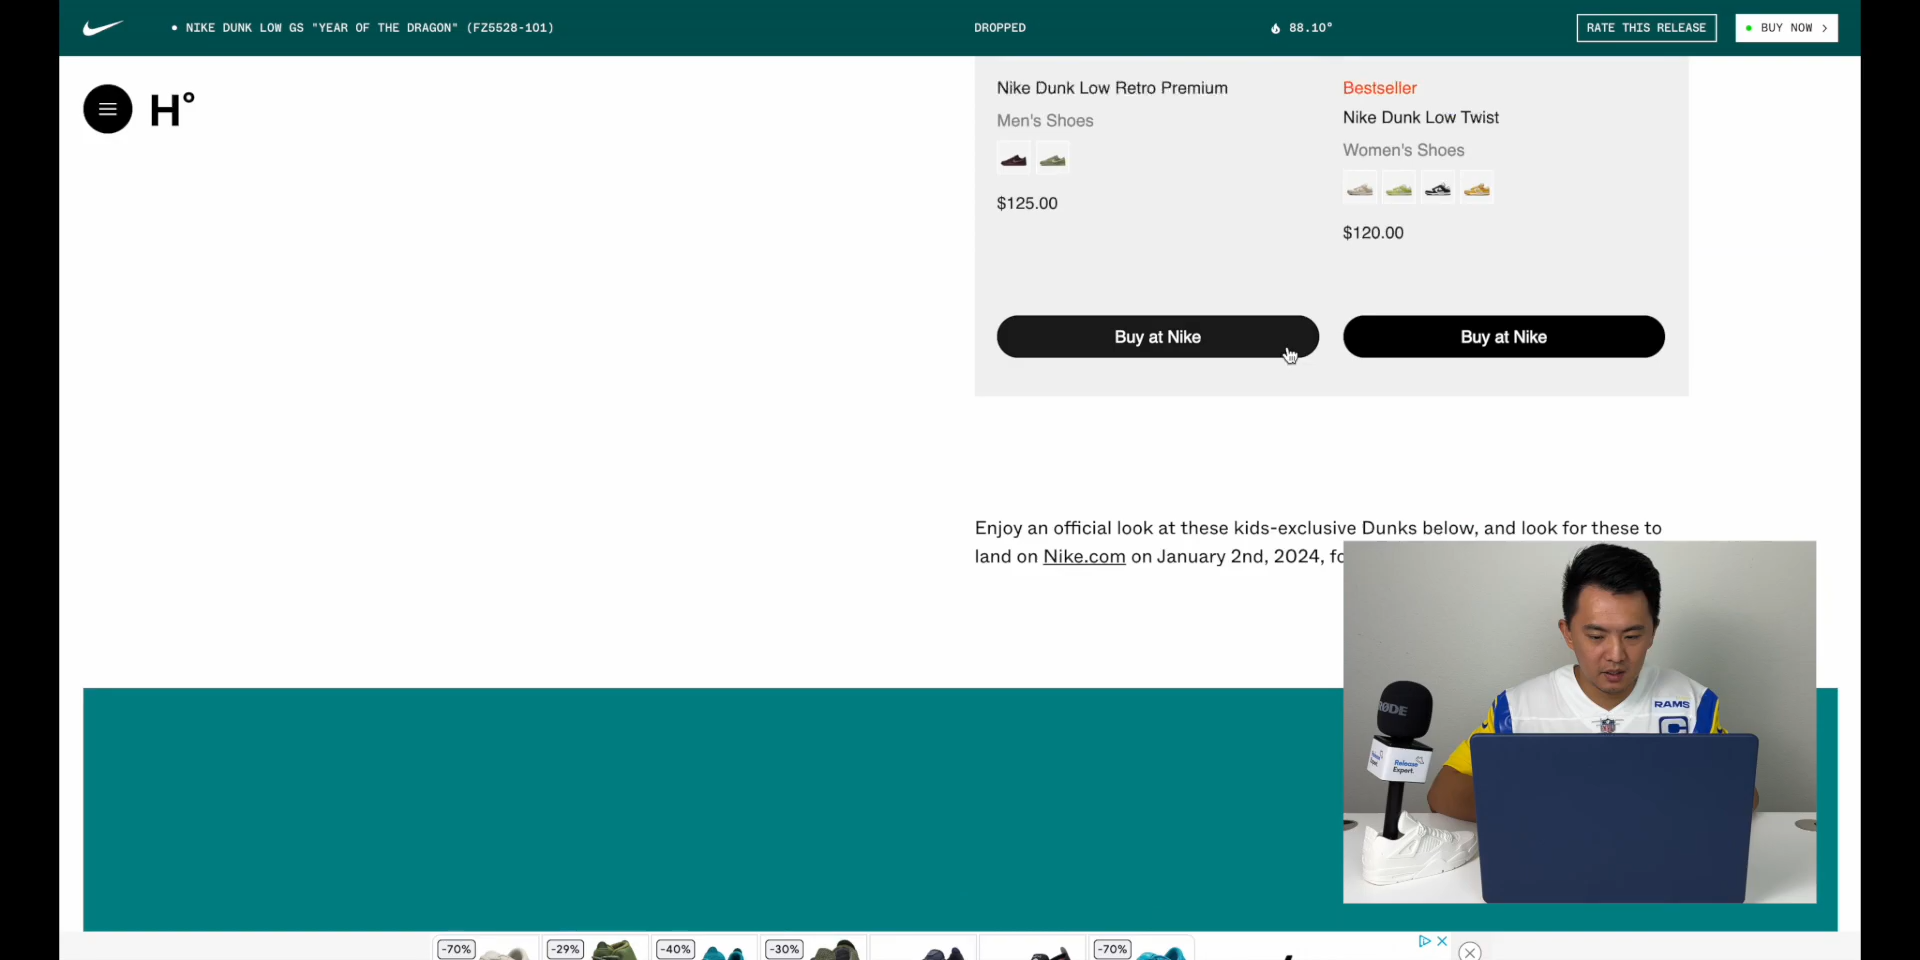 • NIKE DUNK LOW GS "YEAR OF THE DRAGON" (FZ5528-101)
DROPPED
88.10°
RATE THIS RELEASE
• BUY NOW >
H°
Nike Dunk Low Retro Premium
Men's Shoes
$125.00
Buy at Nike
Bestseller
Nike Dunk Low Twist
Women's Shoes
$120.00
Buy at Nike
Enjoy an official look at these kids-exclusive Dunks below, and look for these to
land on Nike.com on January 2nd, 2024,
RØDE
Release
Expert.
RAMS
C
-70%
-29%
-40%
-30%
-70%